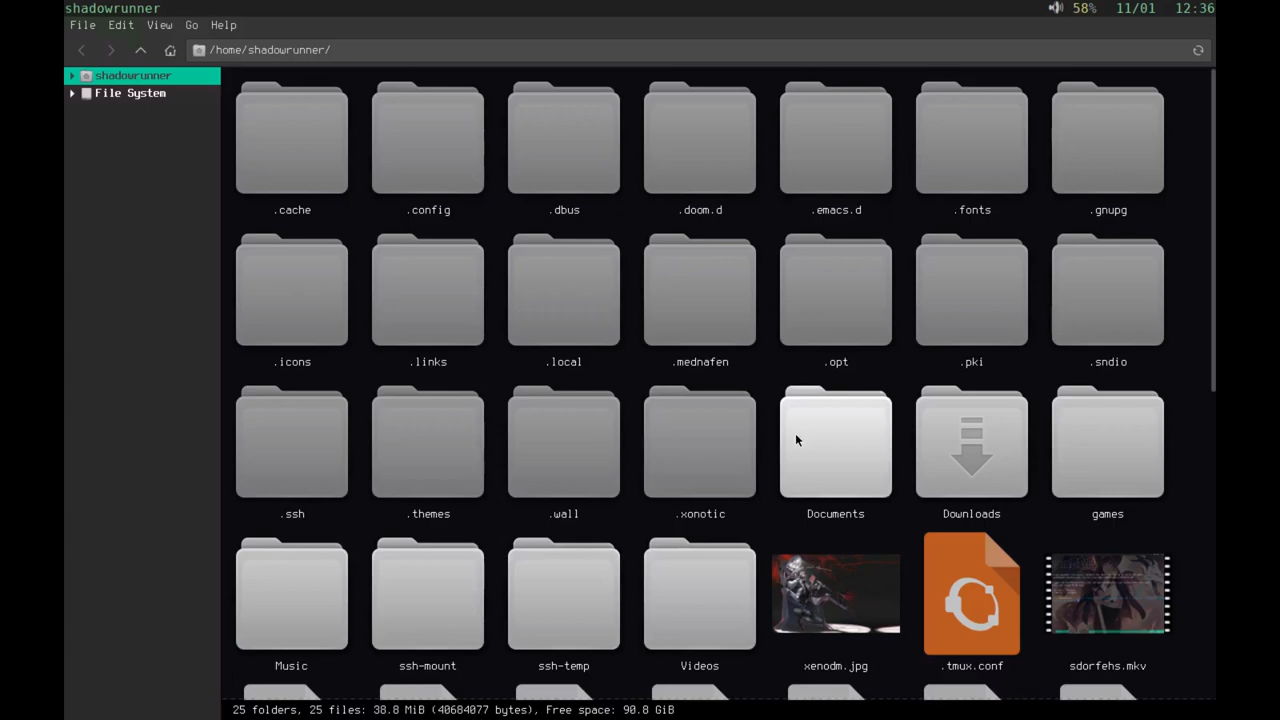 shadowrunner 58% 11/01 12:36
File Edit View Go Help
/home/shadowrunner/
shadowrunner
File System
.cache .config .dbus .doom.d .emacs.d .fonts .gnupg
.icons .links .local .mednafen .opt .pki .sndio
.ssh .themes .wall .xonotic Documents Downloads games
Music ssh-mount ssh-temp Videos xenodm.jpg .tmux.conf sdorfehs.mkv
25 folders, 25 files: 38.8 MiB (40684077 bytes), Free space: 90.8 GiB